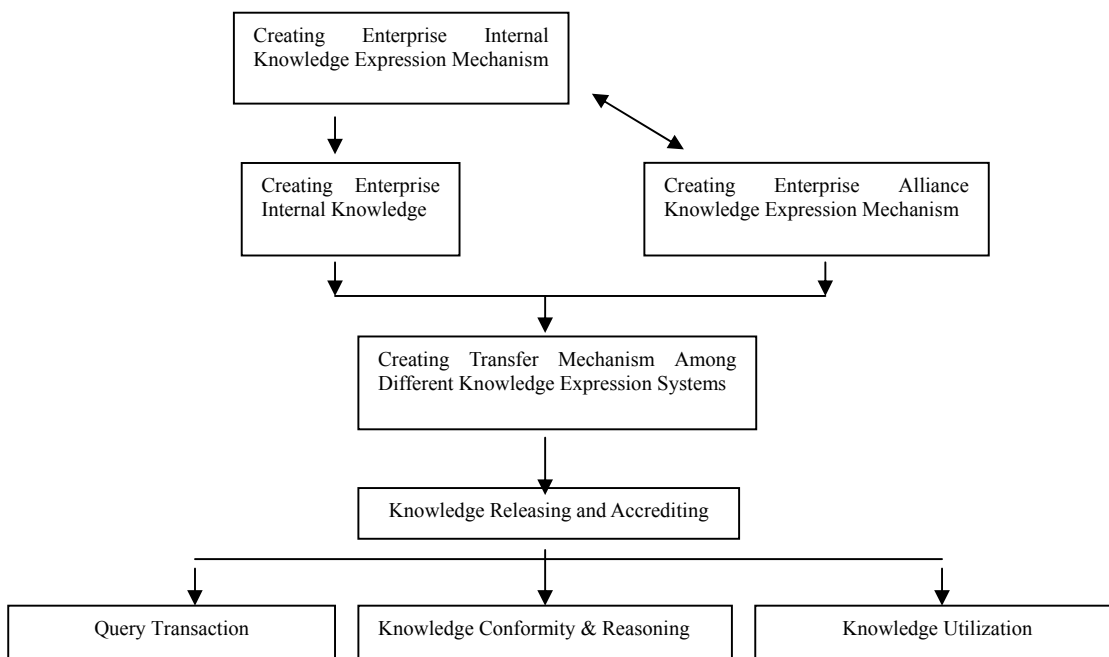 Creating Enterprise Internal
Knowledge Expression Mechanism
Creating Enterprise
Internal Knowledge
Creating Enterprise Alliance
Knowledge Expression Mechanism
Creating Transfer Mechanism Among
Different Knowledge Expression Systems
Knowledge Releasing and Accrediting
Query Transaction
Knowledge Conformity & Reasoning
Knowledge Utilization